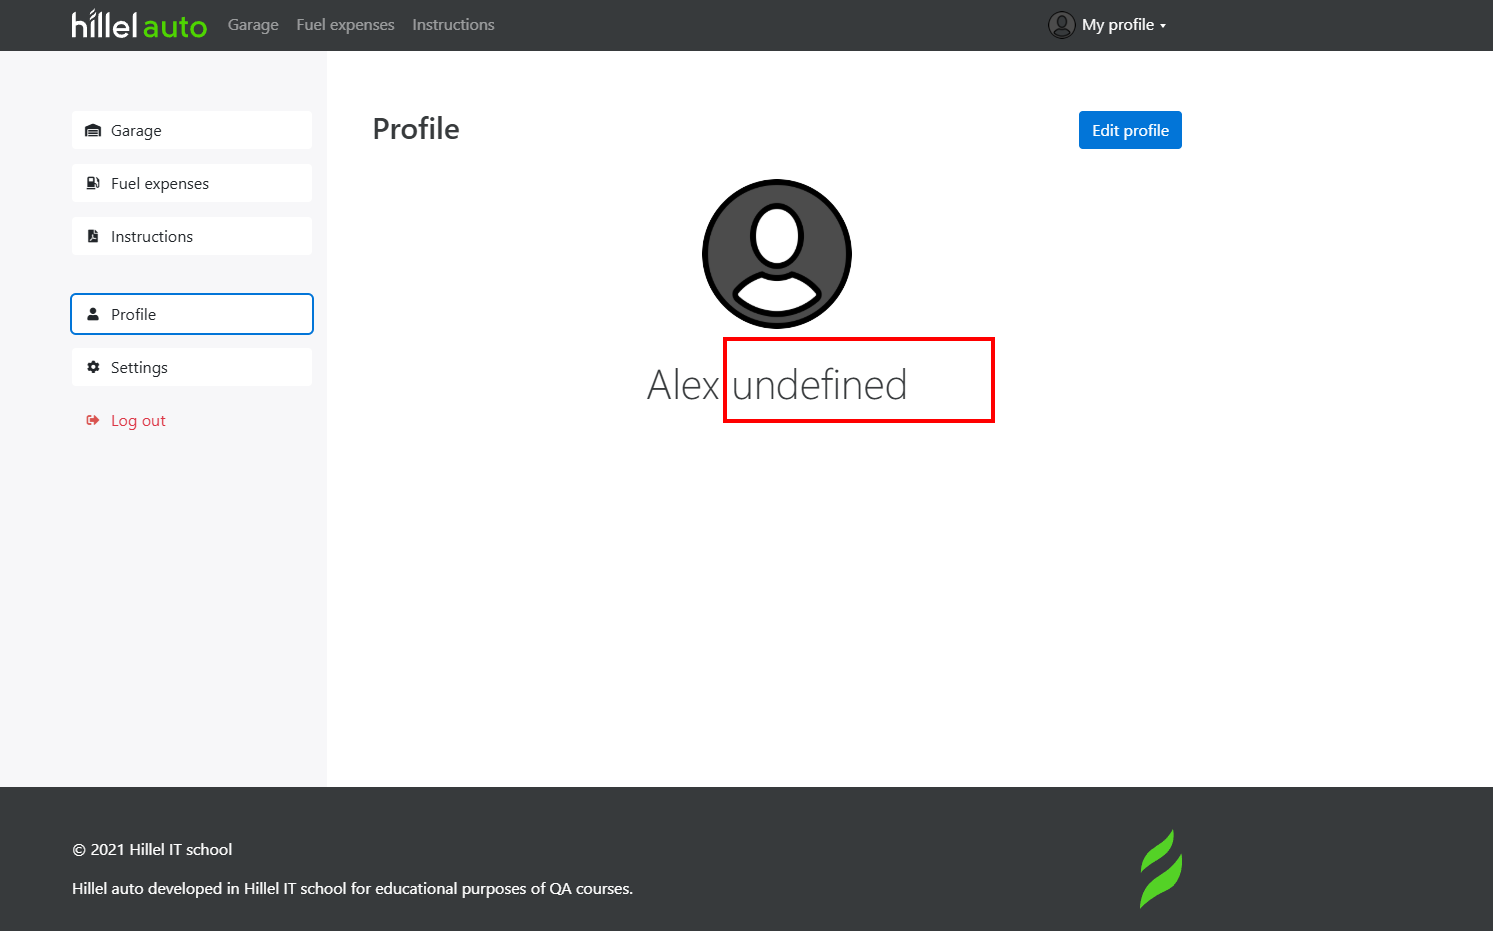 hillel auto Garage Fuel expenses Instructions My profile
Garage
Fuel expenses
Instructions
Profile
Settings
Log out
Profile
Edit profile
Alex undefined
© 2021 Hillel IT school
Hillel auto developed in Hillel IT school for educational purposes of QA courses.